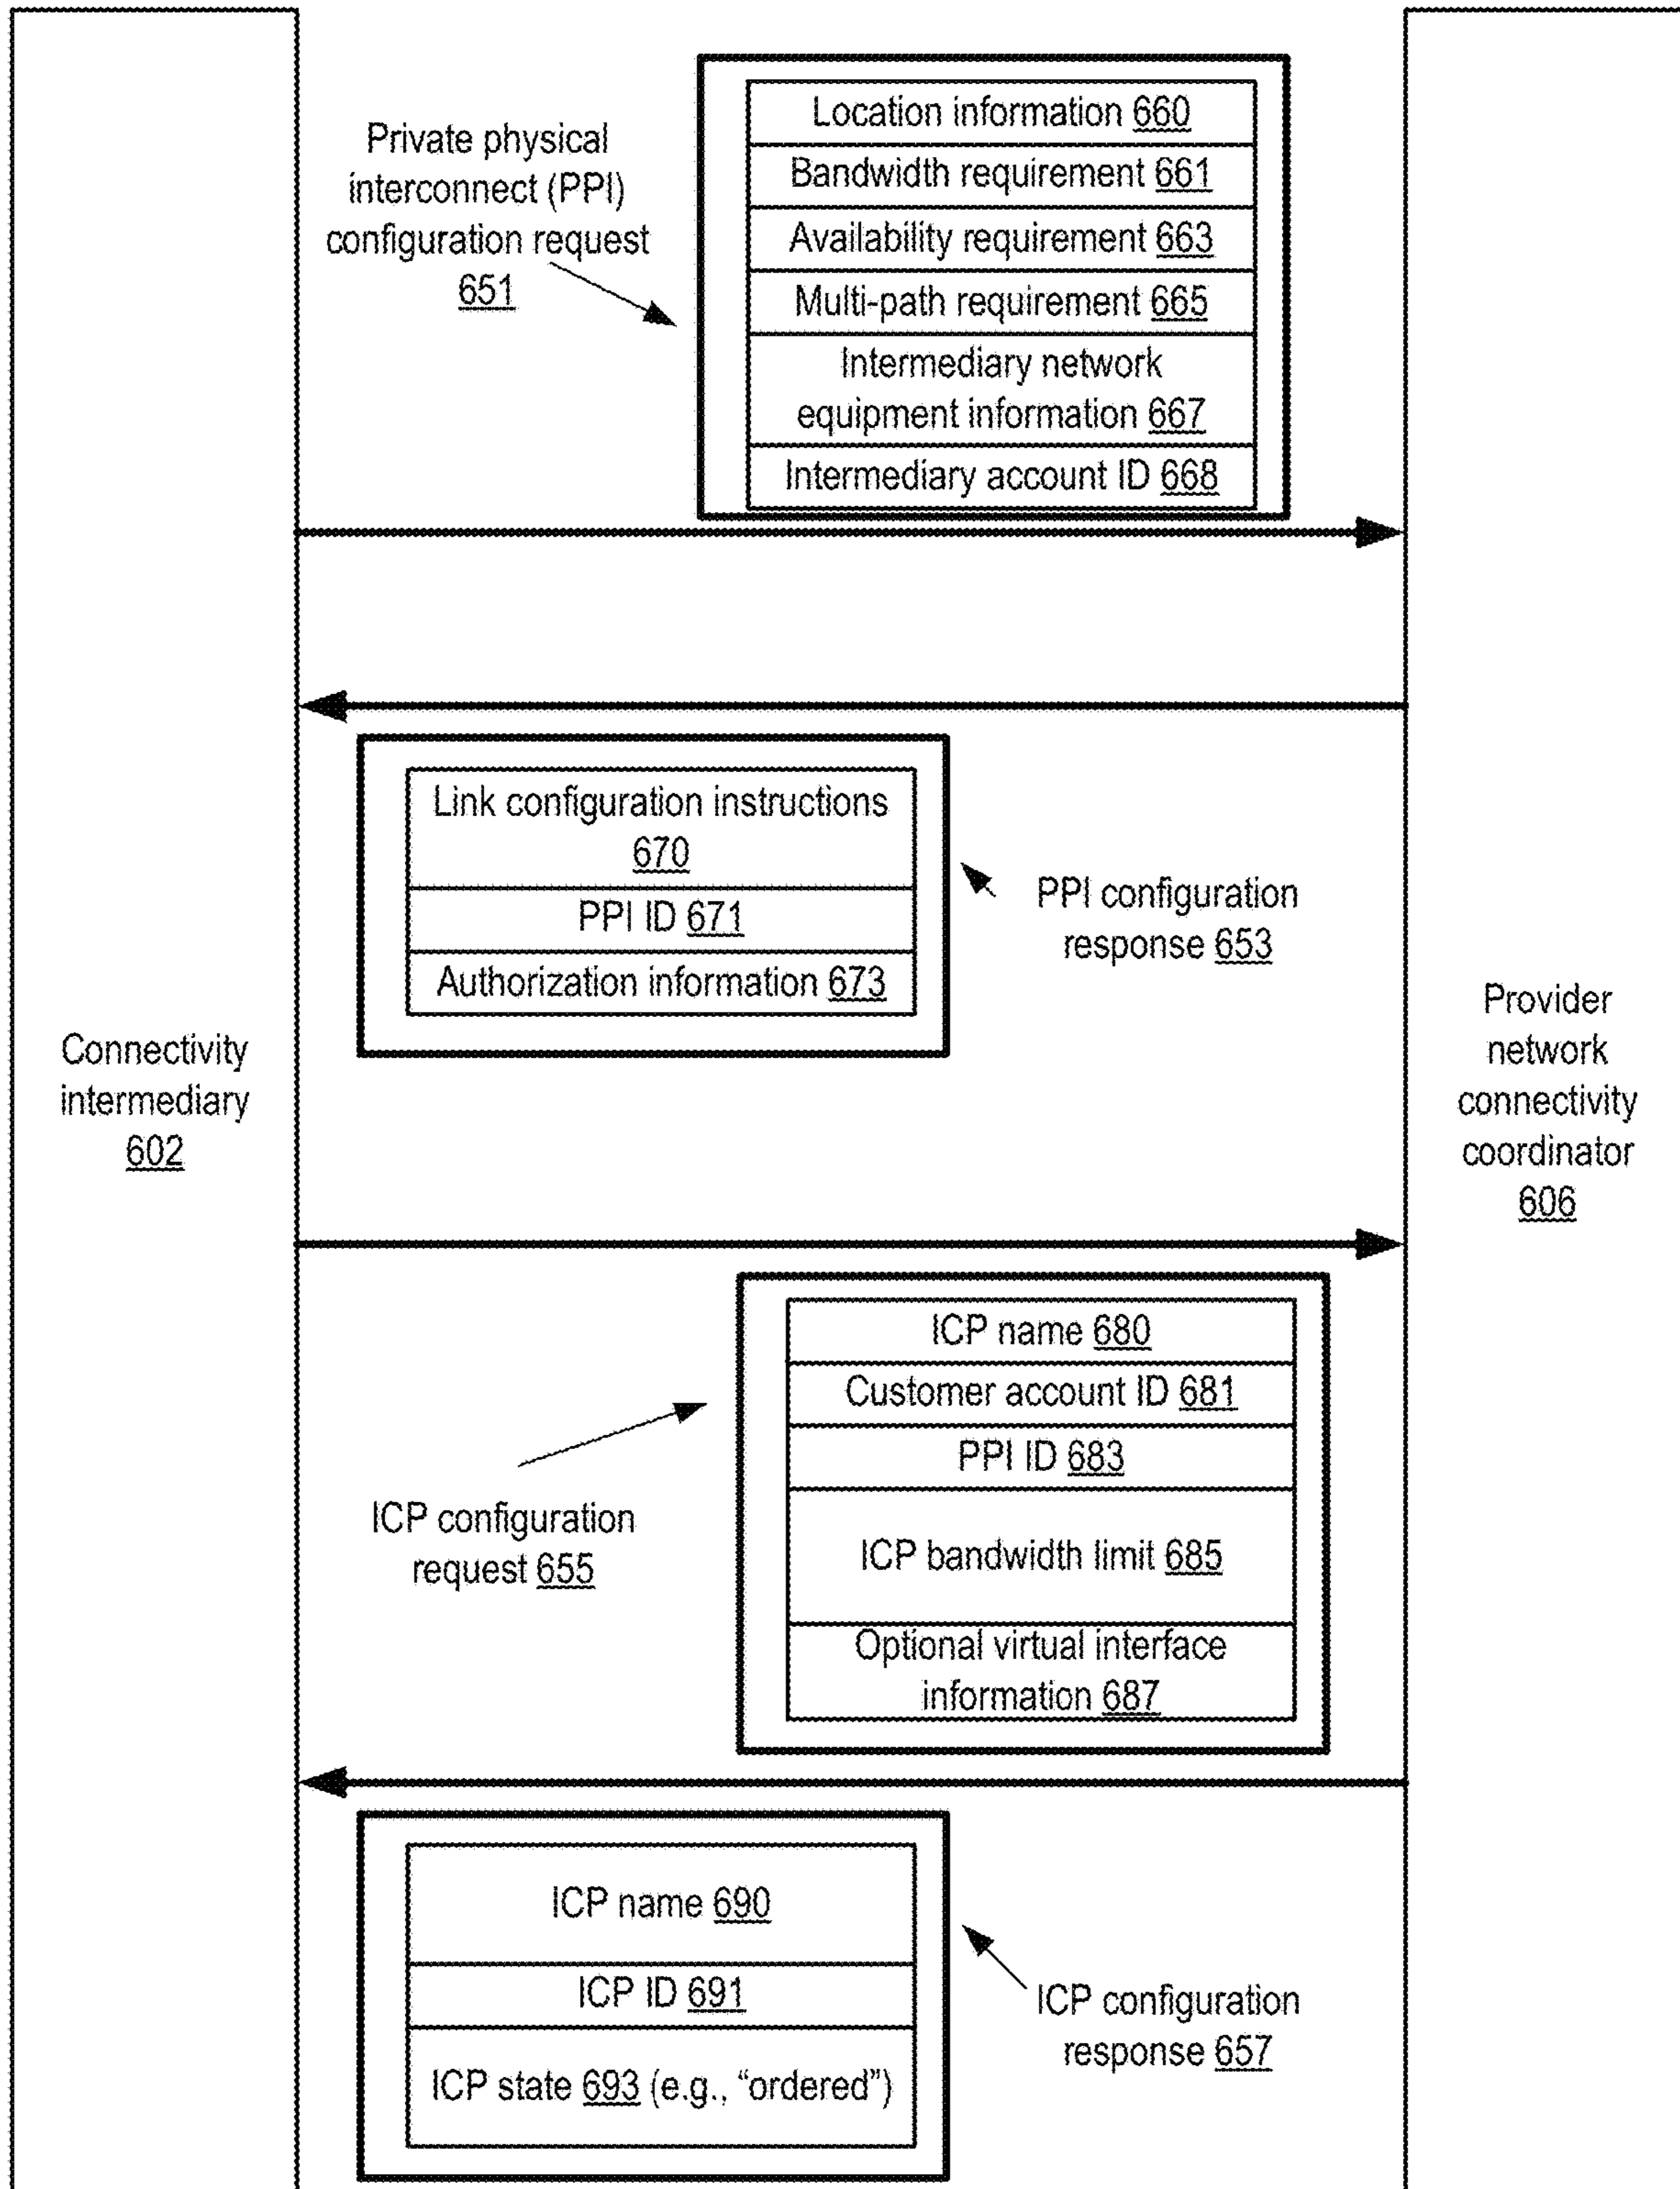 Private physical
interconnect (PPI)
configuration request
651
Location information 660
Bandwidth requirement 661
Availability requirement 663
Multi-path requirement 665
Intermediary network
equipment information 667
Intermediary account ID 668
Link configuration instructions
670
PPI ID 671
Authorization information 673
PPI configuration
response 653
Connectivity
intermediary
602
Provider
network
connectivity
coordinator
606
ICP configuration
request 655
ICP name 680
Customer account ID 681
PPI ID 683
ICP bandwidth limit 685
Optional virtual interface
information 687
ICP name 690
ICP ID 691
ICP state 693 (e.g., “ordered”)
ICP configuration
response 657